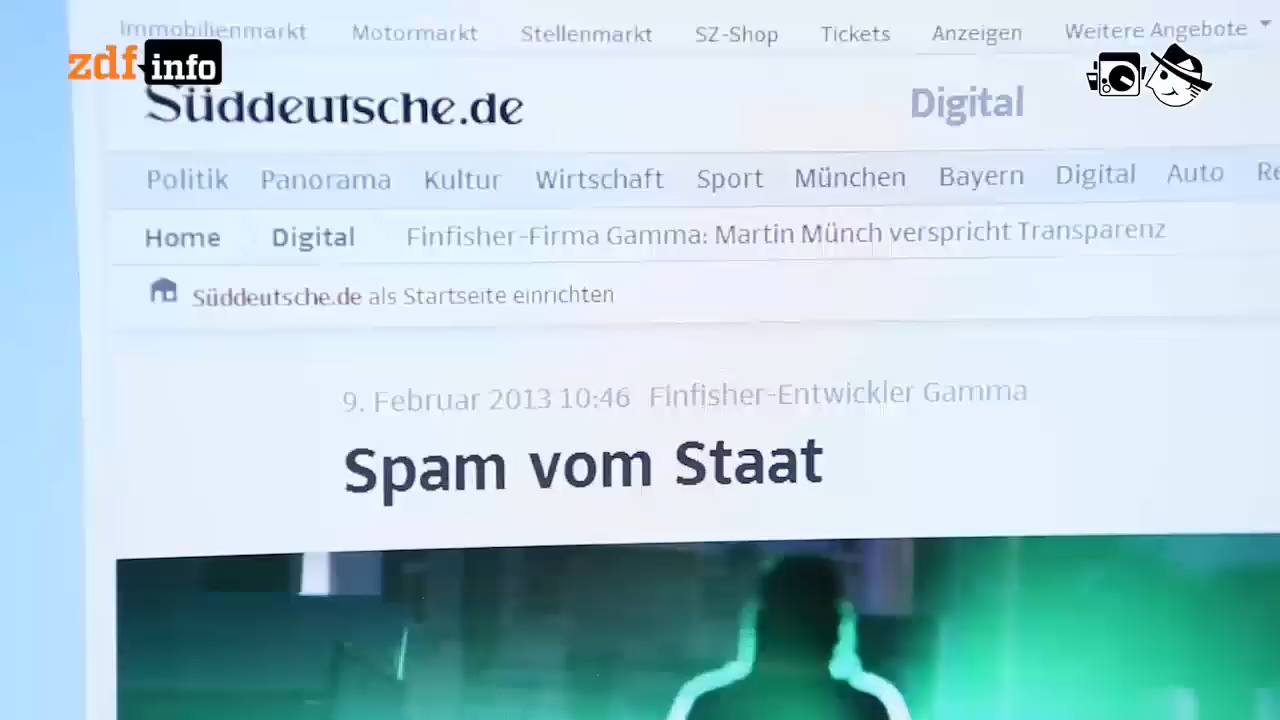 Immobilienmarkt Motormarkt Stellenmarkt SZ-Shop Tickets Anzeigen Weitere Angebote
zdf info
Süddeutsche.de Digital
Politik Panorama Kultur Wirtschaft Sport München Bayern Digital Auto
Home Digital Finfisher-Firma Gamma: Martin Münch verspricht Transparenz
Süddeutsche.de als Startseite einrichten
9. Februar 2013 10:46 Finfisher-Entwickler Gamma
Spam vom Staat